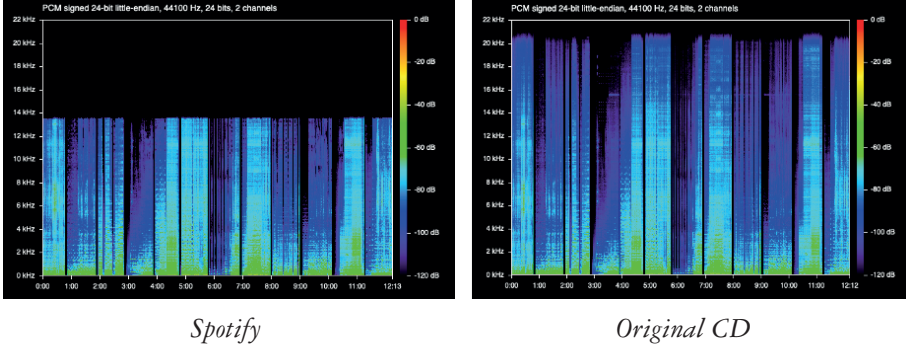 PCM signed 24-bit little-endian, 44100 Hz, 24 bits, 2 channels
22 kHz
20 kHz
18 kHz
16 kHz
14 kHz
12 kHz
10 kHz
8 kHz
6 kHz
4 kHz
2 kHz
0 kHz
0:00 1:00 2:00 3:00 4:00 5:00 6:00 7:00 8:00 9:00 10:00 11:00 12:13
0 dB
-20 dB
-40 dB
-60 dB
-80 dB
-100 dB
-120 dB
Spotify
PCM signed 24-bit little-endian, 44100 Hz, 24 bits, 2 channels
22 kHz
20 kHz
18 kHz
16 kHz
14 kHz
12 kHz
10 kHz
8 kHz
6 kHz
4 kHz
2 kHz
0 kHz
0:00 1:00 2:00 3:00 4:00 5:00 6:00 7:00 8:00 9:00 10:00 11:00 12:12
0 dB
-20 dB
-40 dB
-60 dB
-80 dB
-100 dB
-120 dB
Original CD